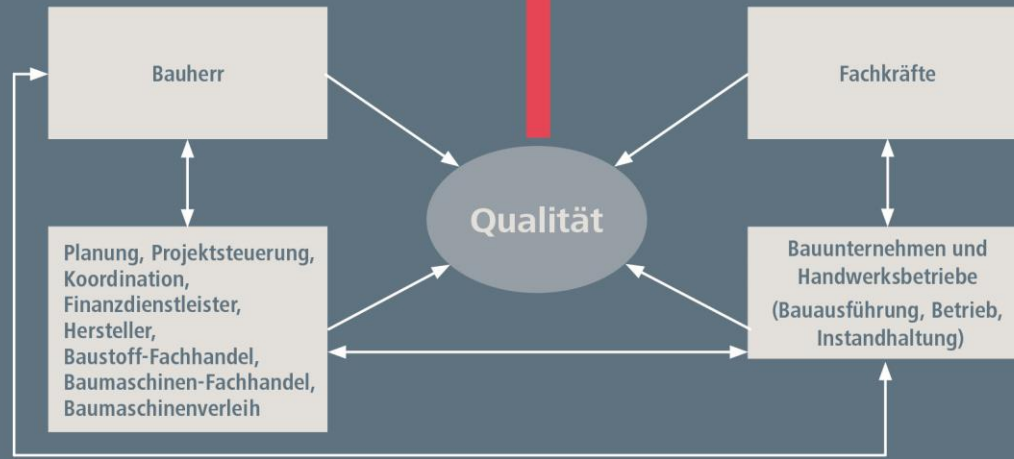 Bauherr
Fachkräfte
Qualität
Planung, Projektsteuerung,
Koordination,
Finanzdienstleister,
Hersteller,
Baustoff-Fachhandel,
Baumaschinen-Fachhandel,
Baumaschinenverleih
Bauunternehmen und
Handwerksbetriebe
(Bauausführung, Betrieb,
Instandhaltung)